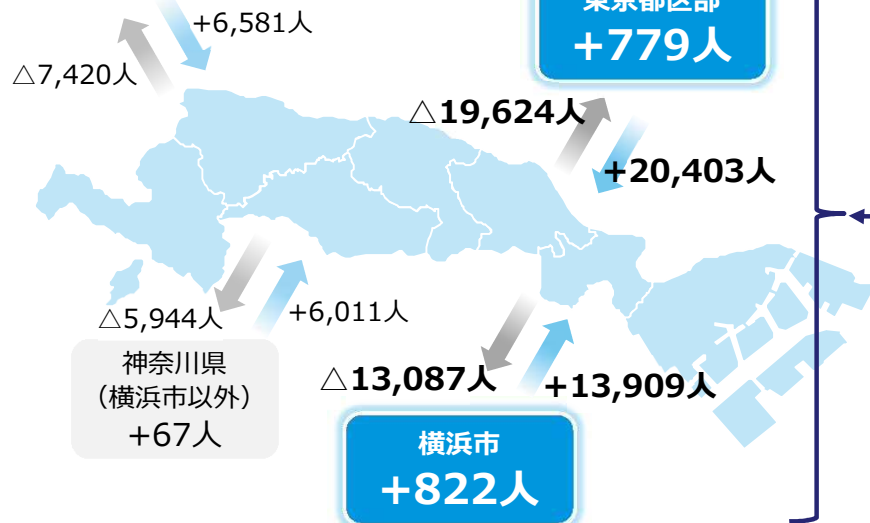 +6,581人
△7,420人
東京都区部
+779人
△19,624人
+20,403人
△5,944人
+6,011人
神奈川県
（横浜市以外）
+67人
△13,087人
+13,909人
横浜市
+822人